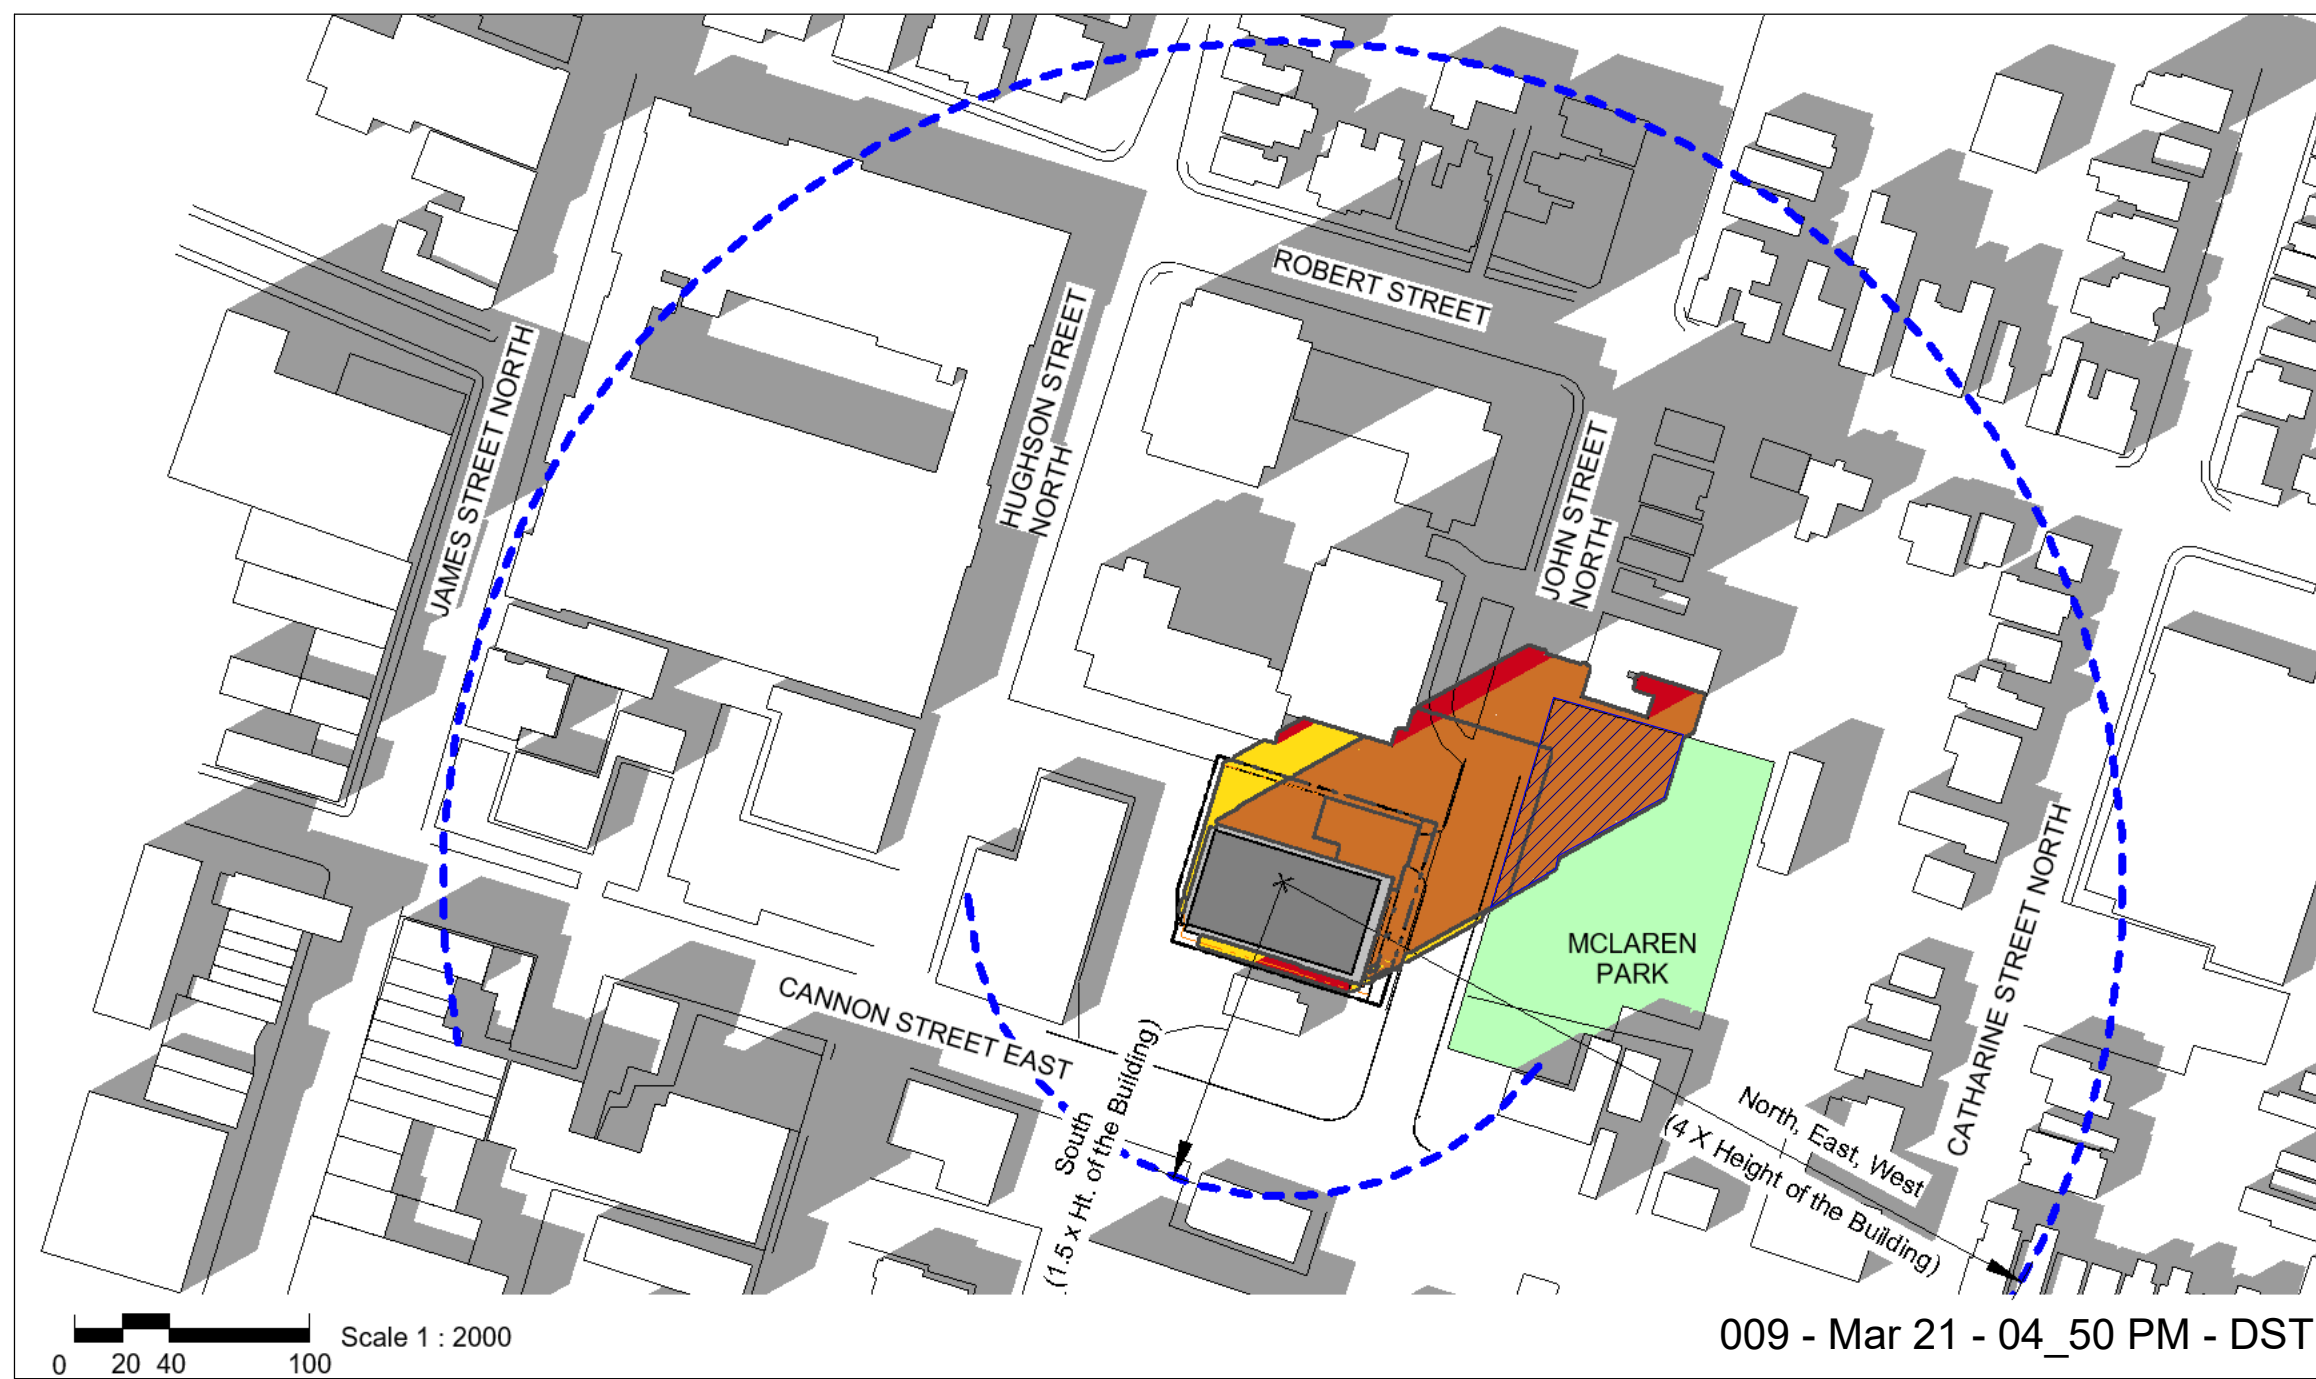 ROBERT STREET
JAMES STREET NORTH
HUGHSON STREET
NORTH
JOHN STREET
NORTH
MCLAREN
PARK
CANNON STREET EAST
CATHARINE STREET NORTH
South
(1.5 x Ht. of the Building)
North, East, West
(4 X Height of the Building)
0 20 40 100
Scale 1 : 2000
009 - Mar 21 - 04_50 PM - DST